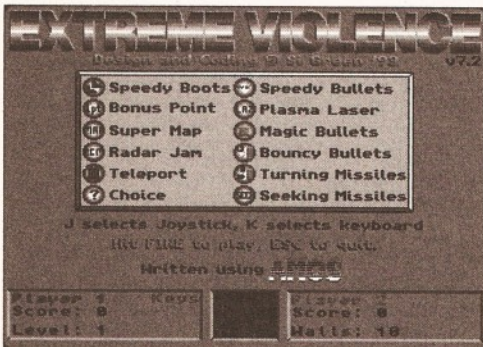 EXTREME VIOLENCE
Design and Coding © Si Green '93
v7.2
Speedy Boots
Speedy Bullets
Bonus Point
Plasma Laser
Super Map
Magic Bullets
Radar Jam
Bouncy Bullets
Teleport
Turning Missiles
Choice
Seeking Missiles
J selects Joystick, K selects keyboard
Hit FIRE to play, ESC to quit.
Written using AMOS
Player 1 Keys
Score: 0
Level: 1
Player 2
Score: 0
Walls: 10